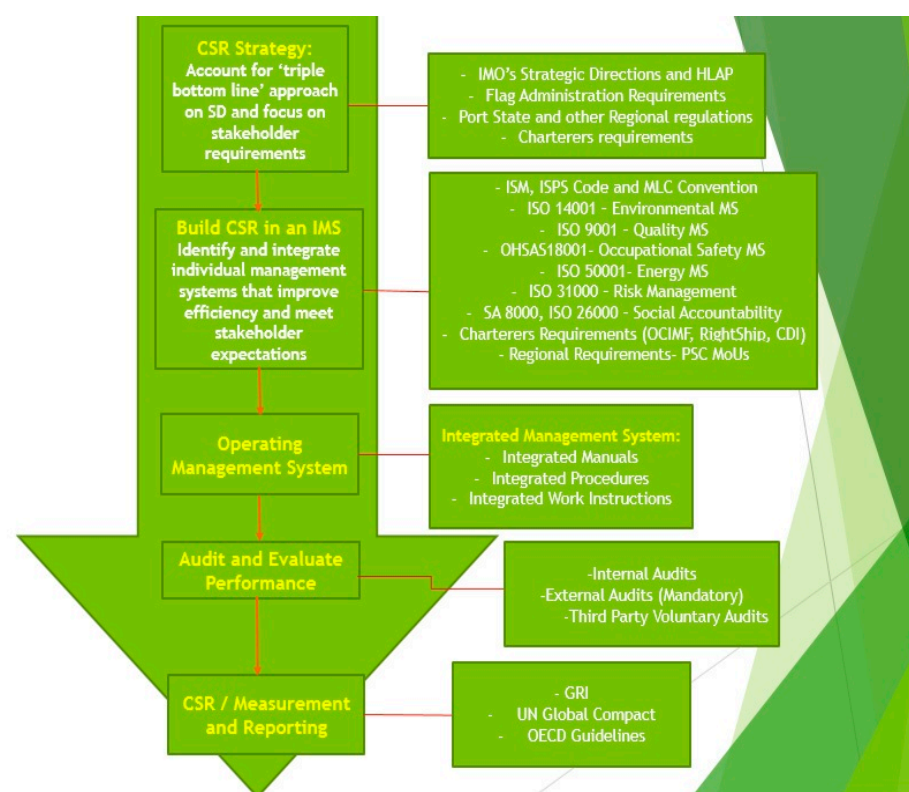 CSR Strategy:
Account for ‘triple
bottom line’ approach
on SD and focus on
stakeholder
requirements
- IMO’s Strategic Directions and HLAP
- Flag Administration Requirements
- Port State and other Regional regulations
- Charterers requirements
Build CSR in an IMS
Identify and integrate
individual management
systems that improve
efficiency and meet
stakeholder
expectations
- ISM, ISPS Code and MLC Convention
- ISO 14001 – Environmental MS
- ISO 9001 – Quality MS
- OHSAS18001- Occupational Safety MS
- ISO 50001- Energy MS
- ISO 31000 – Risk Management
- SA 8000, ISO 26000 – Social Accountability
- Charterers Requirements (OCIMF, RightShip, CDI)
- Regional Requirements- PSC MoUs
Operating
Management System
Integrated Management System:
- Integrated Manuals
- Integrated Procedures
- Integrated Work Instructions
Audit and Evaluate
Performance
-Internal Audits
-External Audits (Mandatory)
-Third Party Voluntary Audits
CSR / Measurement
and Reporting
- GRI
- UN Global Compact
- OECD Guidelines